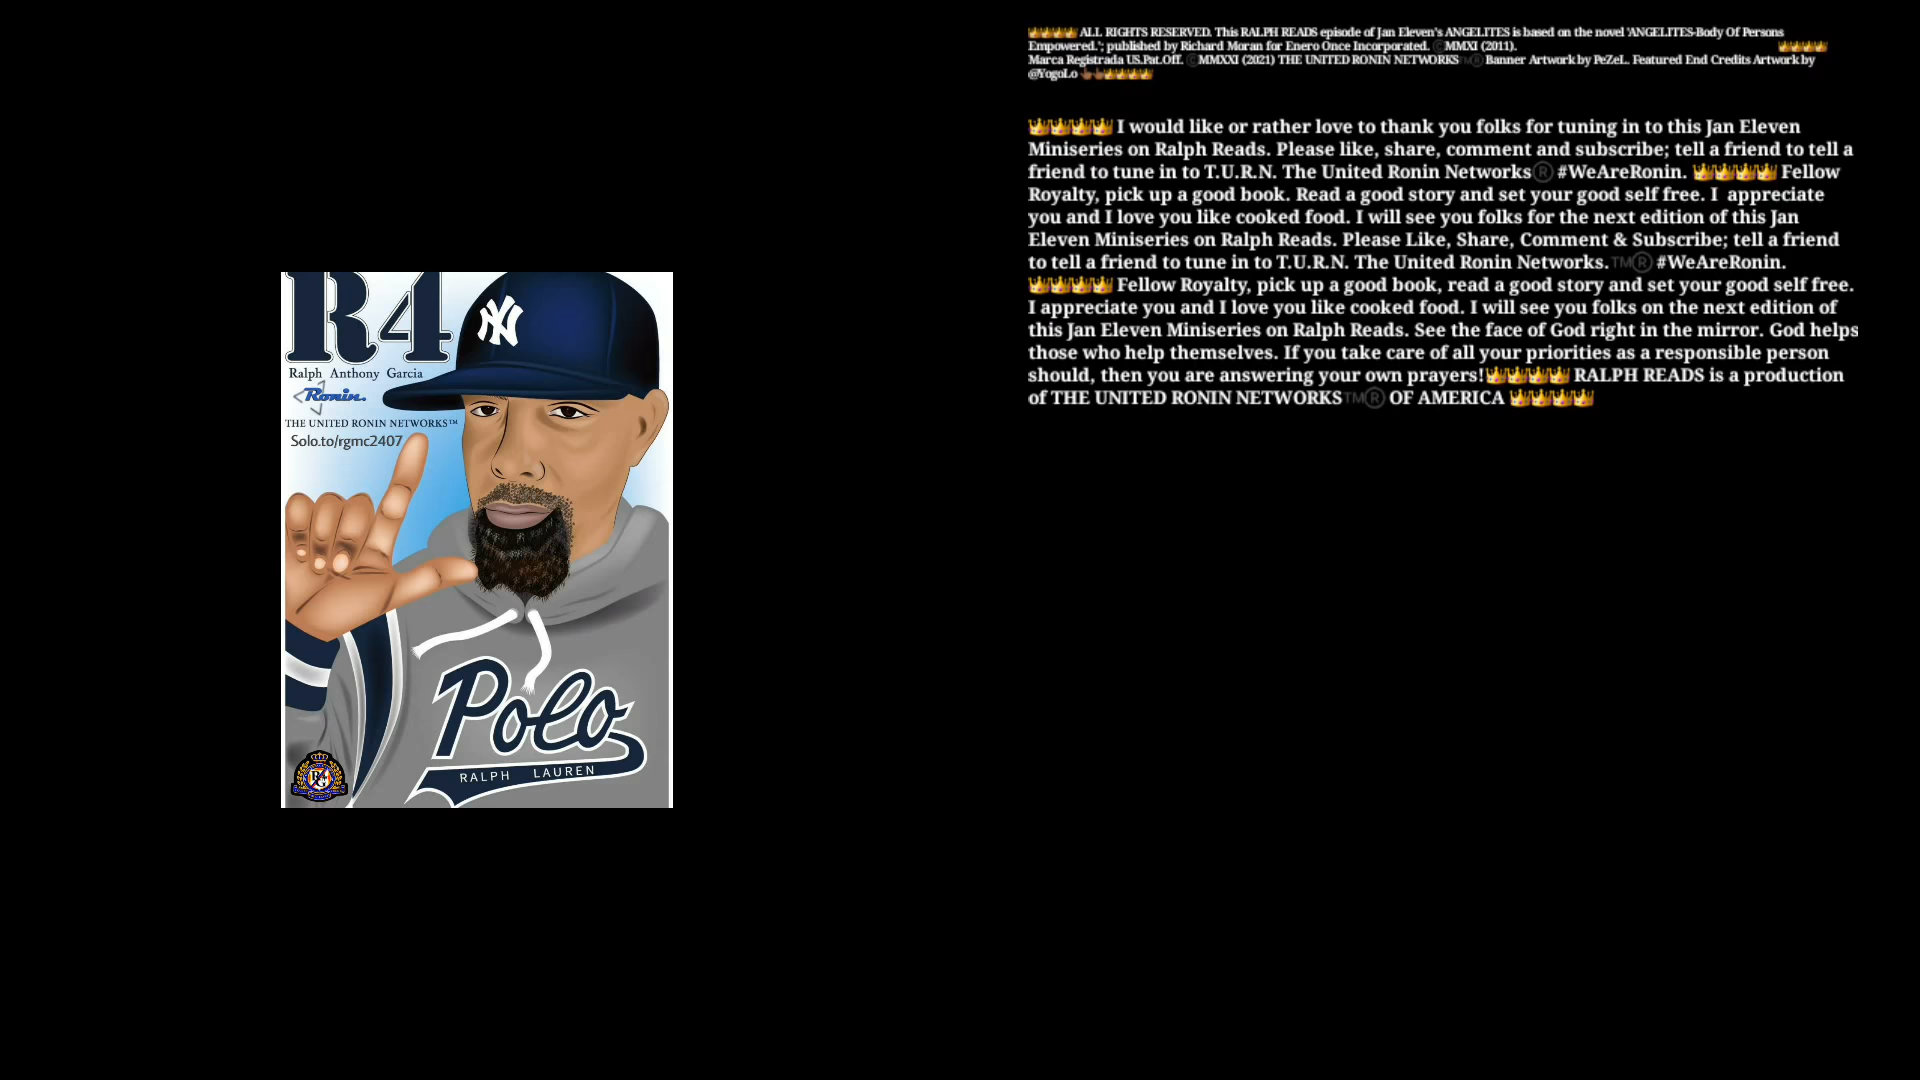 R4
Ralph Anthony Garcia
Ronin.
THE UNITED RONIN NETWORKS™
Solo.to/rgmc2407
NY
Polo
RALPH LAUREN
👑👑👑👑👑 ALL RIGHTS RESERVED. This RALPH READS episode of Jan Eleven's ANGELITES is based on the novel 'ANGELITES-Body Of Persons
Empowered.'; published by Richard Moran for Enero Once Incorporated. ©MMXI (2011). 👑👑👑👑👑
Marca Registrada US.Pat.Off. ©MMXXI (2021) THE UNITED RONIN NETWORKS™® Banner Artwork by PeZeL. Featured End Credits Artwork by
@YogoLo 👑👑👑👑👑
👑👑👑👑 I would like or rather love to thank you folks for tuning in to this Jan Eleven
Miniseries on Ralph Reads. Please like, share, comment and subscribe; tell a friend to tell a
friend to tune in to T.U.R.N. The United Ronin Networks® #WeAreRonin. 👑👑👑👑 Fellow
Royalty, pick up a good book. Read a good story and set your good self free. I  appreciate
you and I love you like cooked food. I will see you folks for the next edition of this Jan
Eleven Miniseries on Ralph Reads. Please Like, Share, Comment & Subscribe; tell a friend
to tell a friend to tune in to T.U.R.N. The United Ronin Networks.™® #WeAreRonin.
👑👑👑👑 Fellow Royalty, pick up a good book, read a good story and set your good self free.
I appreciate you and I love you like cooked food. I will see you folks on the next edition of
this Jan Eleven Miniseries on Ralph Reads. See the face of God right in the mirror. God helps
those who help themselves. If you take care of all your priorities as a responsible person
should, then you are answering your own prayers!👑👑👑👑 RALPH READS is a production
of THE UNITED RONIN NETWORKS™® OF AMERICA 👑👑👑👑